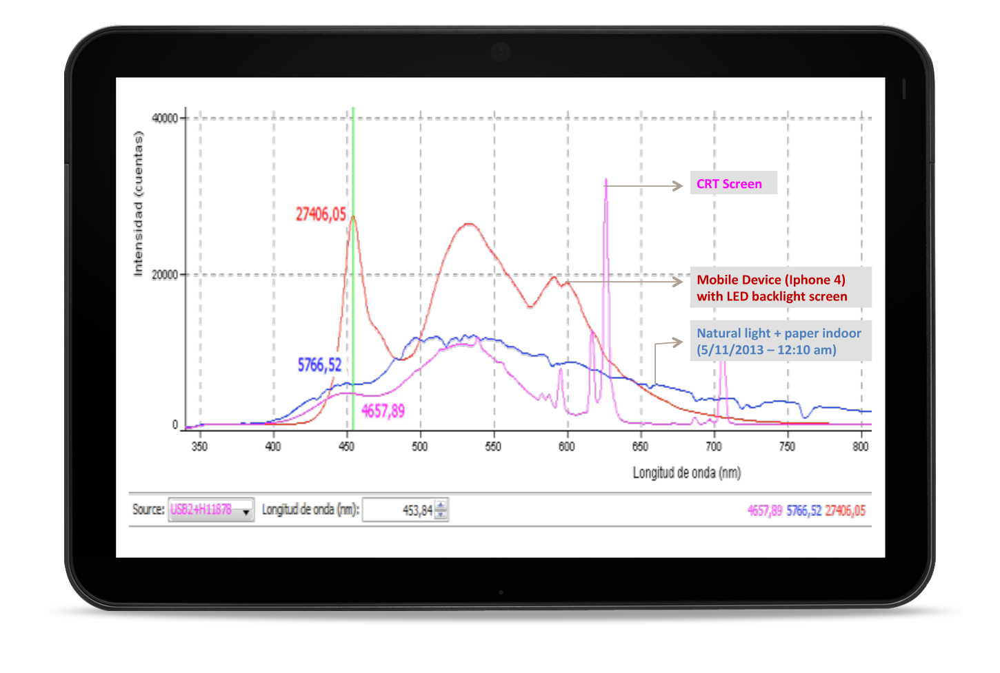 40000
Intensidad (cuentas)
CRT Screen
27406,05
20000
Mobile Device (Iphone 4)
with LED backlight screen
Natural light + paper indoor
(5/11/2013 – 12:10 am)
5766,52
4657,89
0
350 400 450 500 550 600 650 700 750 800
Longitud de onda (nm)
Source: USB2+H11878 Longitud de onda (nm): 453,84 4657,89 5766,52 27406,05